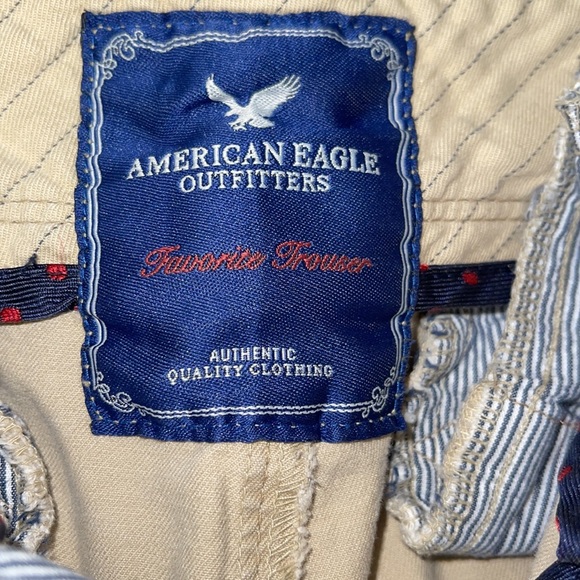 AMERICAN EAGLE
OUTFITTERS
Favorite Trouser
AUTHENTIC
QUALITY CLOTHING